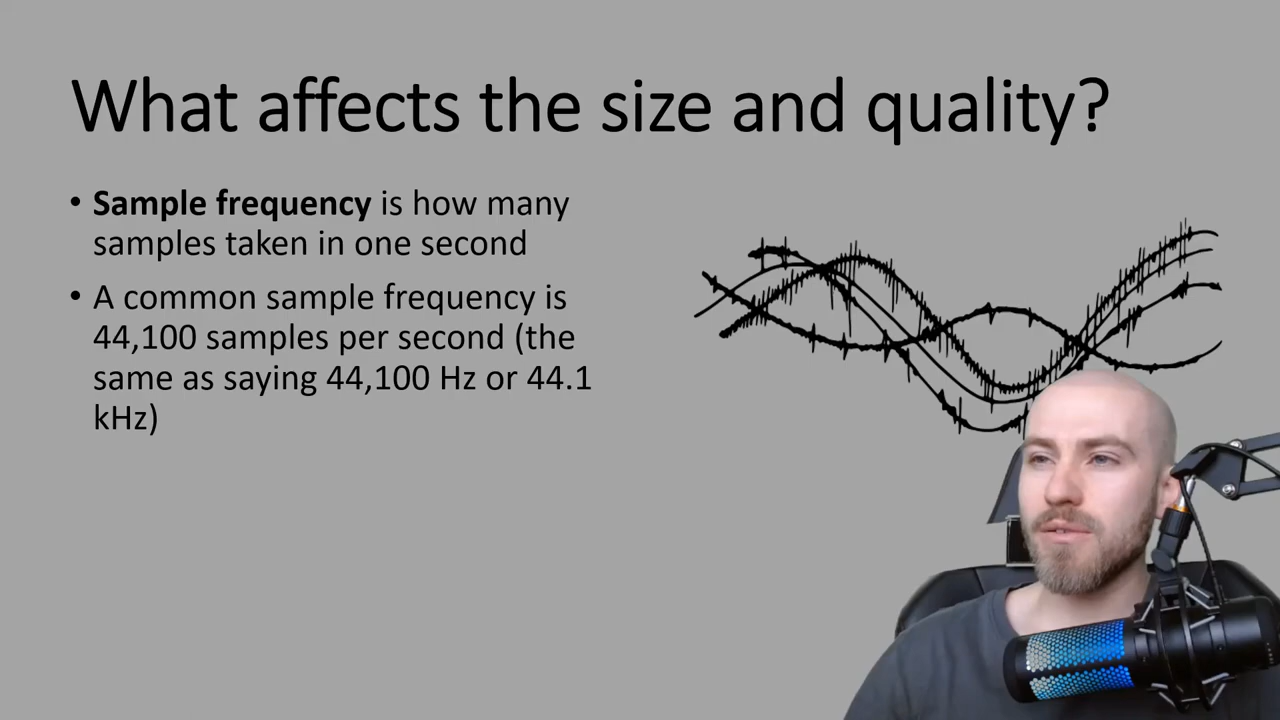 What affects the size and quality?
• Sample frequency is how many
samples taken in one second
• A common sample frequency is
44,100 samples per second (the
same as saying 44,100 Hz or 44.1
kHz)